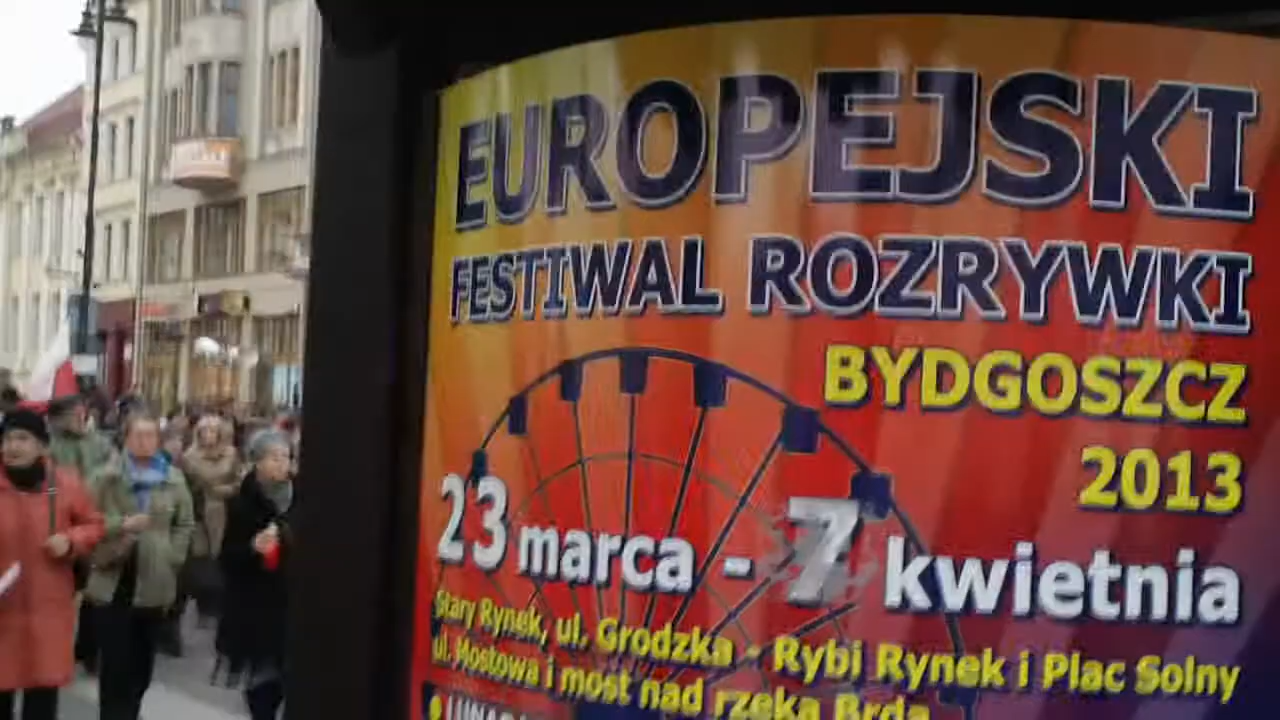 EUROPEJSKI
FESTIWAL ROZRYWKI
BYDGOSZCZ
2013
23 marca - 7 kwietnia
Stary Rynek, ul. Grodzka - Rybi Rynek i Plac Solny
ul. Mostowa i most nad rzeka Brda